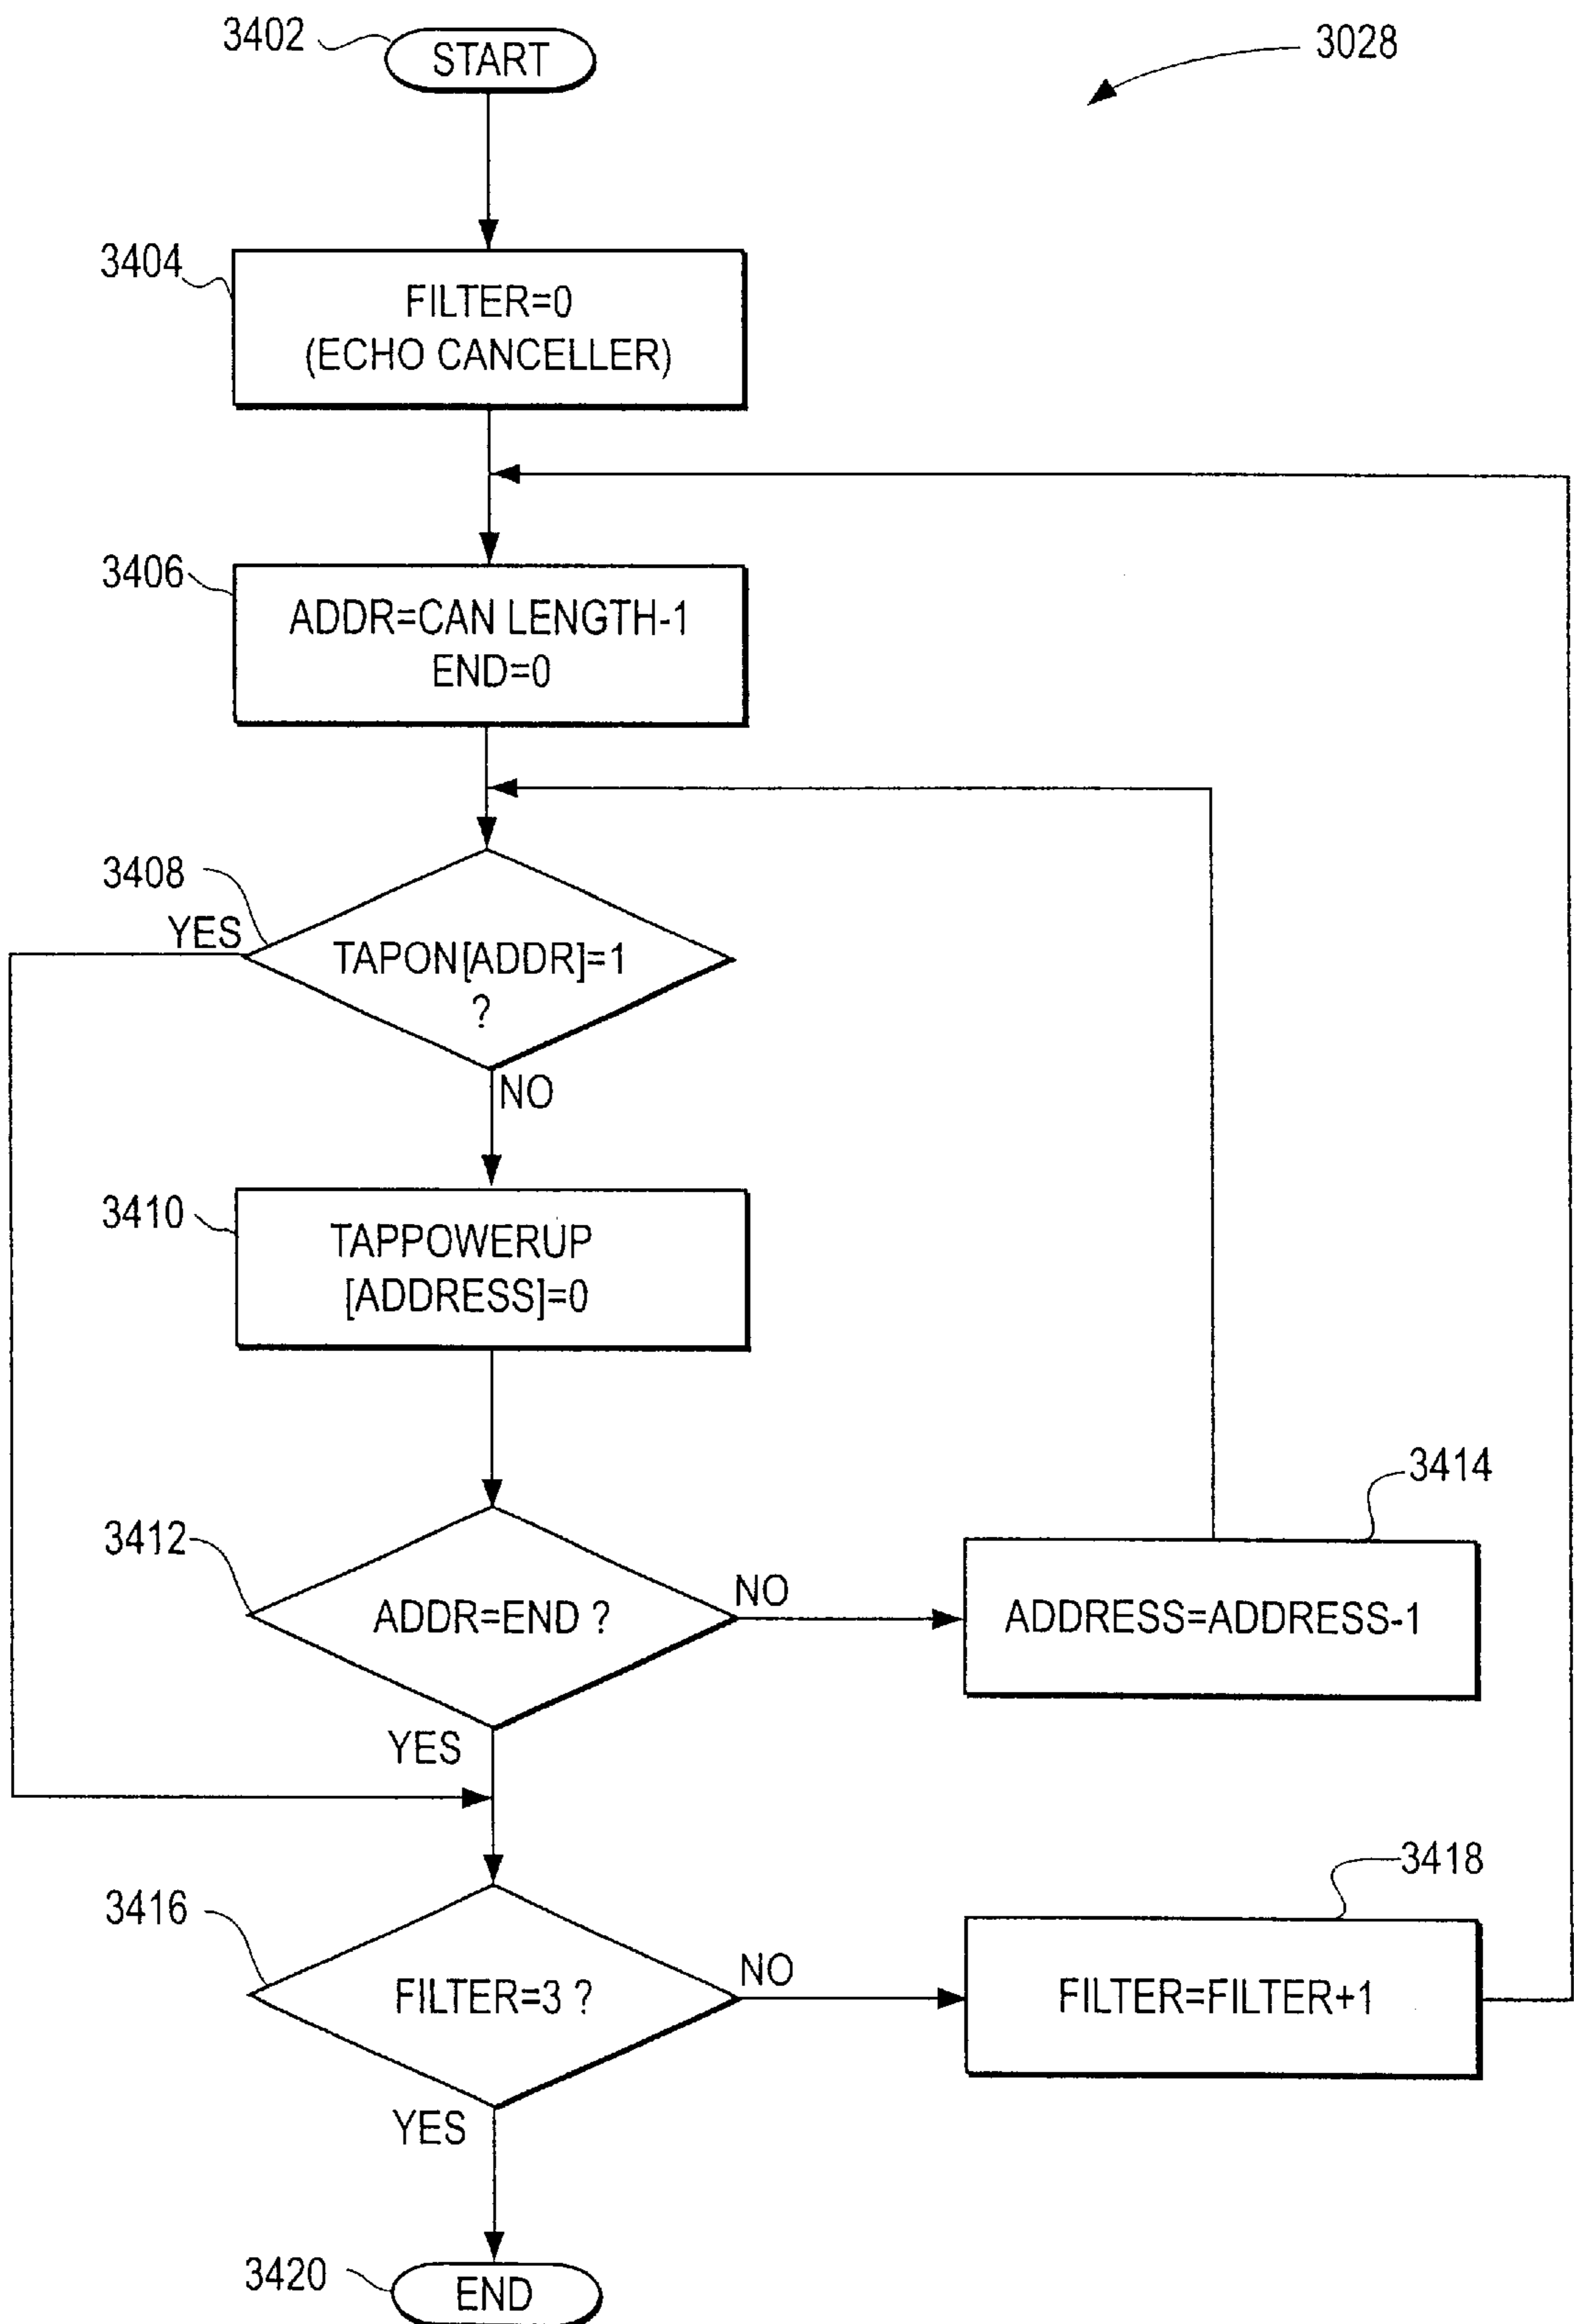 3402
START
3028
3404
FILTER=0
(ECHO CANCELLER)
3406
ADDR=CAN LENGTH-1
END=0
3408
YES
TAPON[ADDR]=1
?
NO
3410
TAPPOWERUP
[ADDRESS]=0
3412
ADDR=END ?
NO
3414
ADDRESS=ADDRESS-1
YES
3416
FILTER=3 ?
NO
3418
FILTER=FILTER+1
YES
3420
END